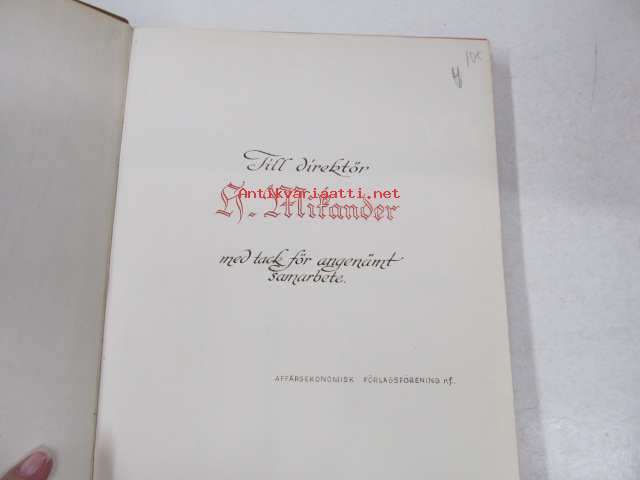 Till direktör
H. Mikander
Antikvariaatti.net
med tack för angenämt
samarbete.
AFFÄRSEKONOMISK FÖRLAGSFÖRENING r.f.